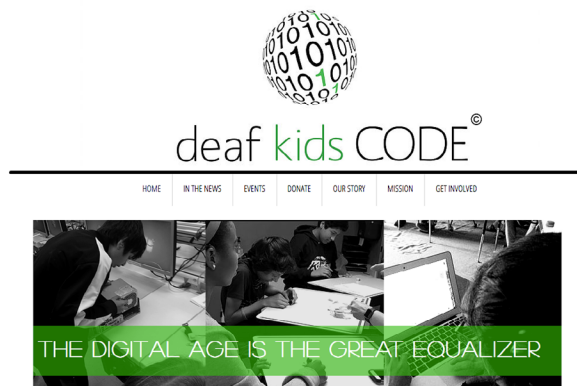 deaf kids CODE©
HOME IN THE NEWS EVENTS DONATE OUR STORY MISSION GET INVOLVED
THE DIGITAL AGE IS THE GREAT EQUALIZER